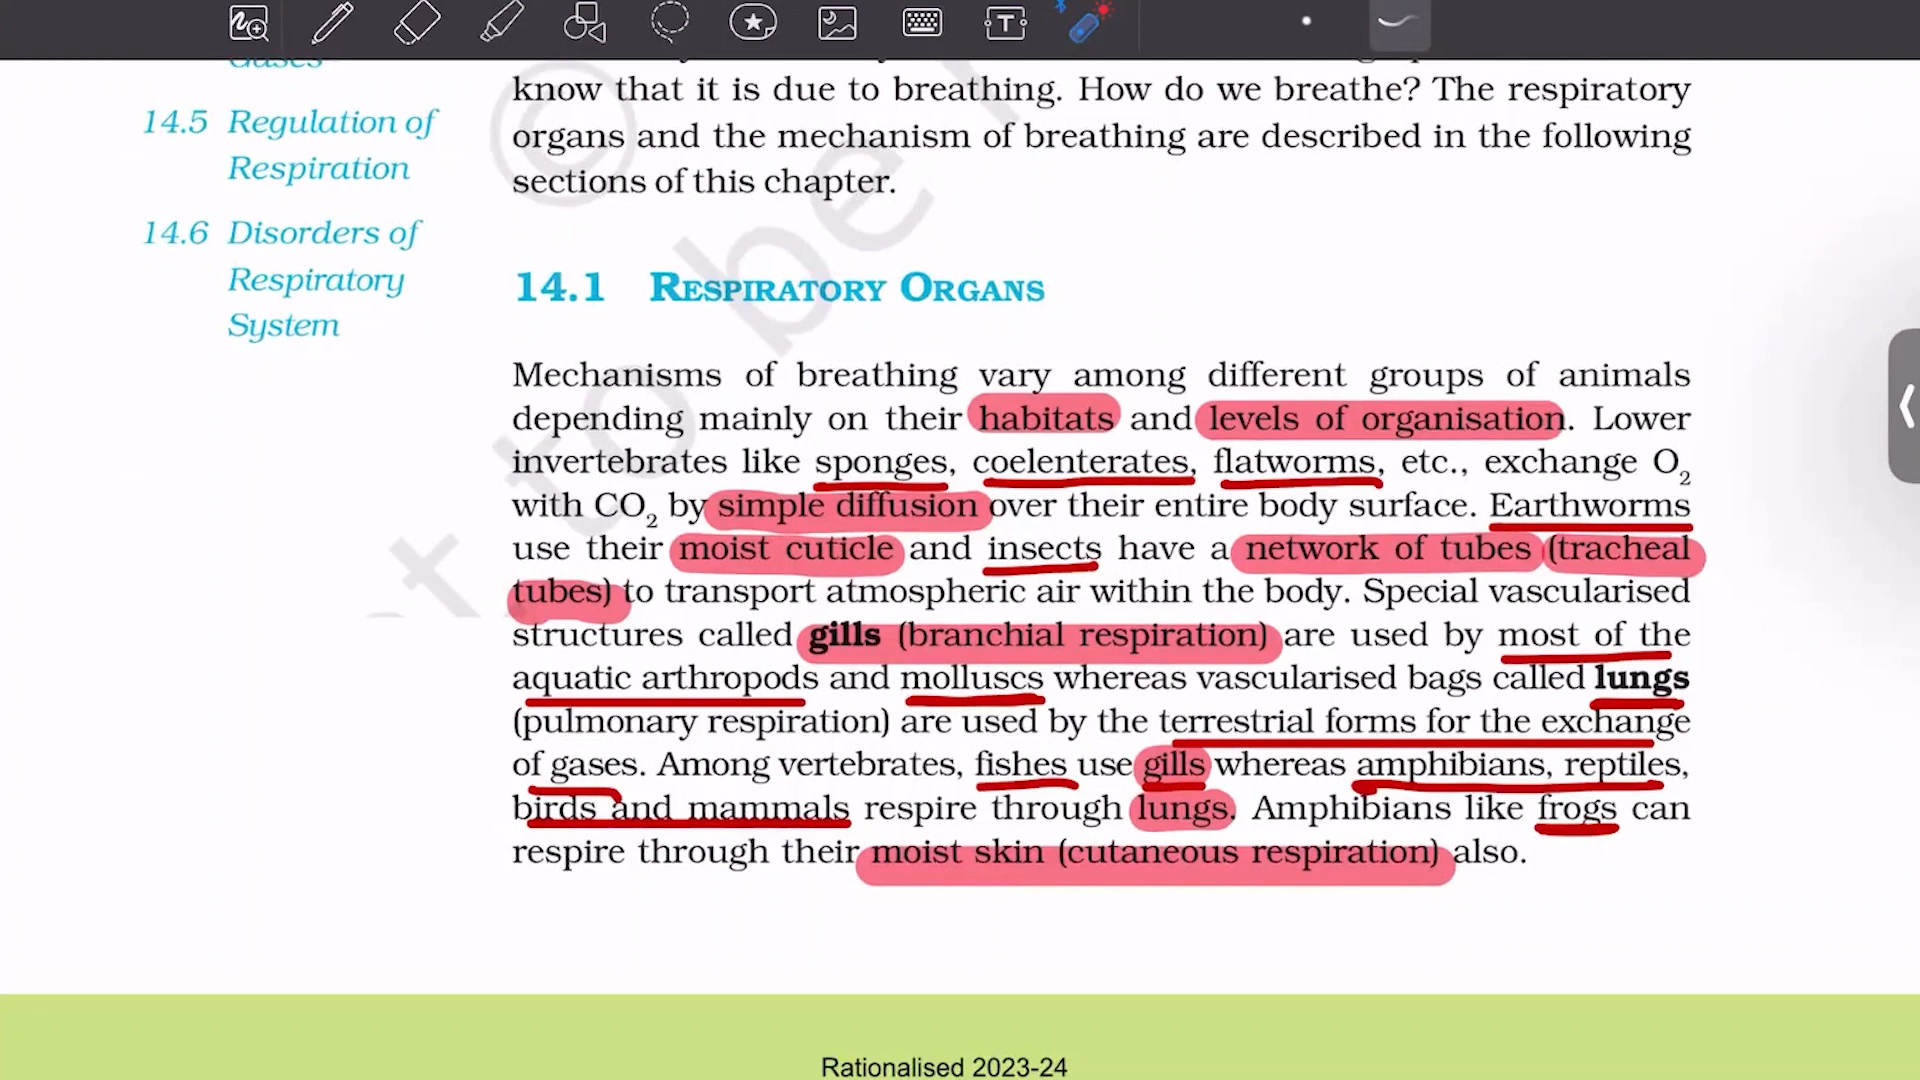 Gases
14.5 Regulation of
Respiration
14.6 Disorders of
Respiratory
System
know that it is due to breathing. How do we breathe? The respiratory
organs and the mechanism of breathing are described in the following
sections of this chapter.
14.1 RESPIRATORY ORGANS
Mechanisms of breathing vary among different groups of animals
depending mainly on their habitats and levels of organisation. Lower
invertebrates like sponges, coelenterates, flatworms, etc., exchange O₂
with CO₂ by simple diffusion over their entire body surface. Earthworms
use their moist cuticle and insects have a network of tubes (tracheal
tubes) to transport atmospheric air within the body. Special vascularised
structures called gills (branchial respiration) are used by most of the
aquatic arthropods and molluscs whereas vascularised bags called lungs
(pulmonary respiration) are used by the terrestrial forms for the exchange
of gases. Among vertebrates, fishes use gills whereas amphibians, reptiles,
birds and mammals respire through lungs. Amphibians like frogs can
respire through their moist skin (cutaneous respiration) also.
Rationalised 2023-24
© 
t to be